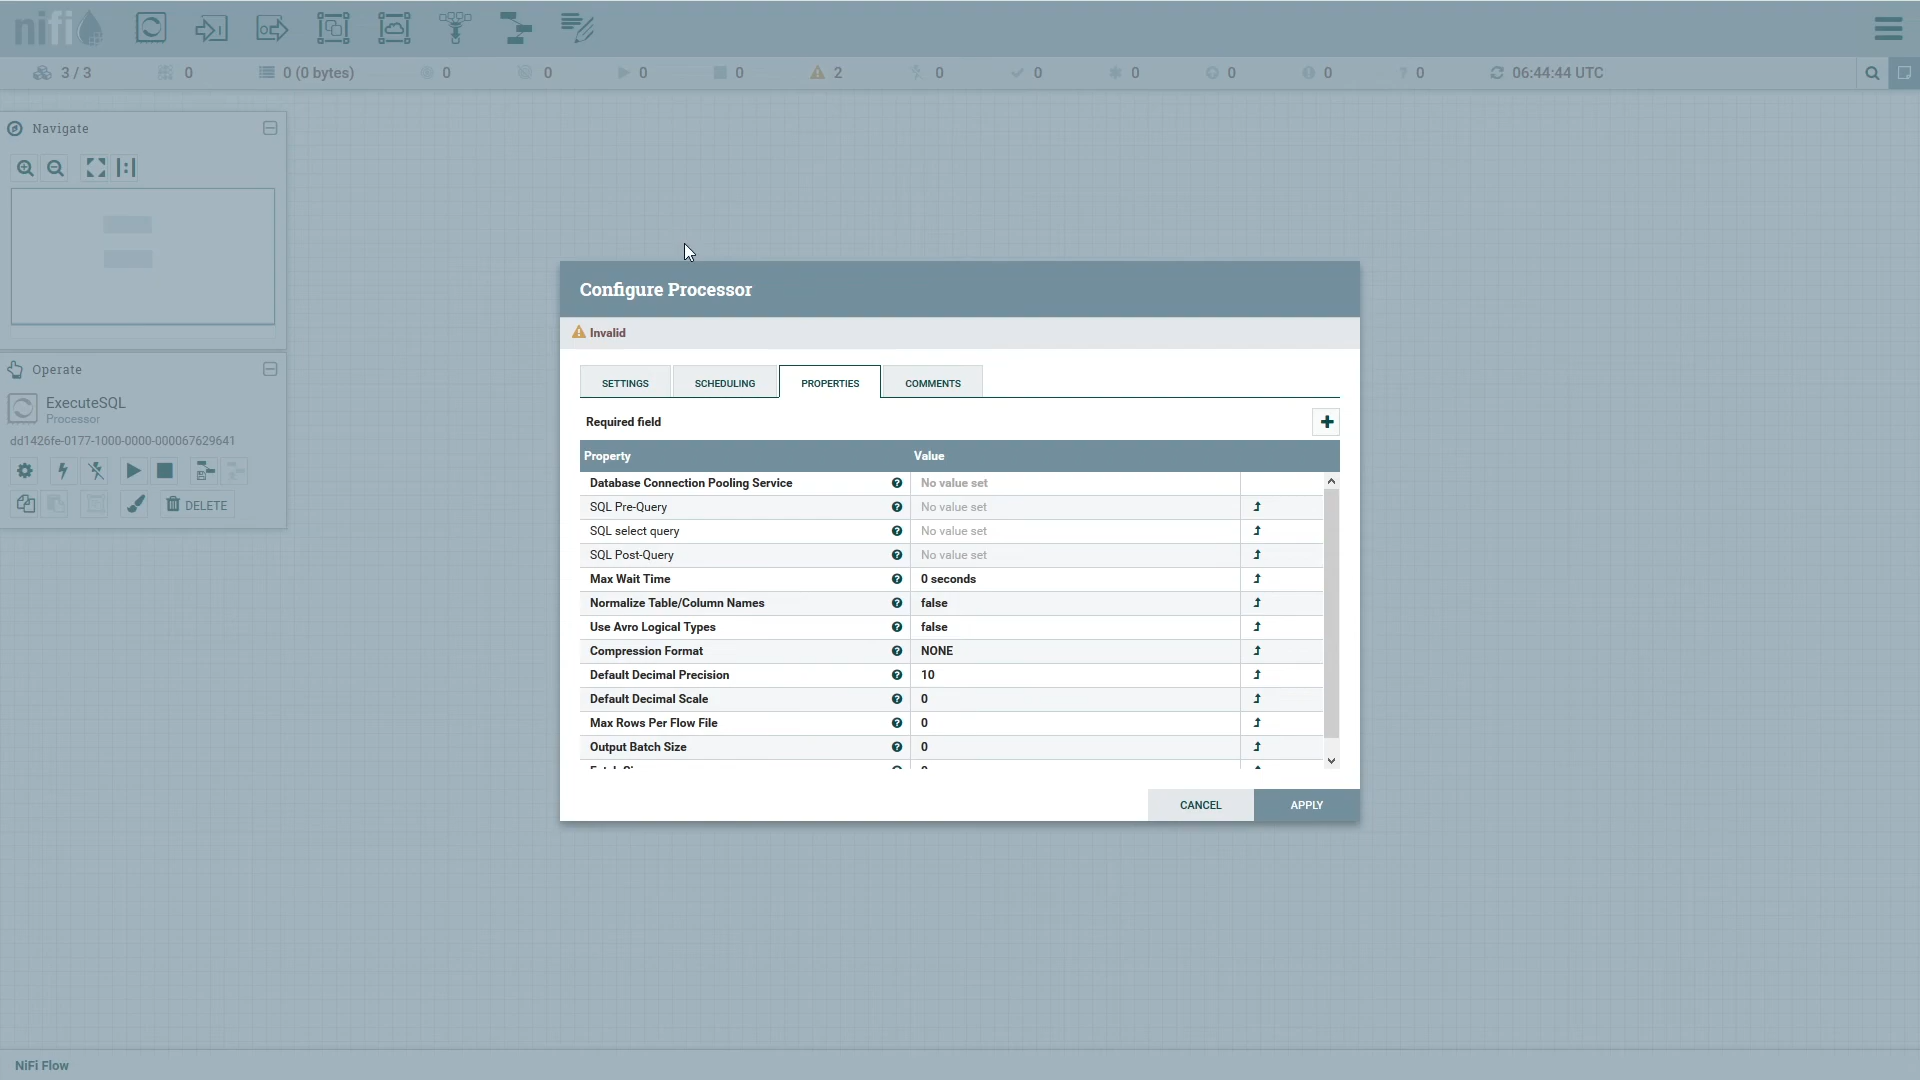 nifi
3 / 3 0 0 (0 bytes) 0 0 0 0 2 0 0 0 0 0 0 06:44:44 UTC
Navigate
Operate
ExecuteSQL
Processor
dd1426fe-0177-1000-0000-000067629641
DELETE
Configure Processor
Invalid
SETTINGS SCHEDULING PROPERTIES COMMENTS
Required field
Property Value
Database Connection Pooling Service No value set
SQL Pre-Query No value set
SQL select query No value set
SQL Post-Query No value set
Max Wait Time 0 seconds
Normalize Table/Column Names false
Use Avro Logical Types false
Compression Format NONE
Default Decimal Precision 10
Default Decimal Scale 0
Max Rows Per Flow File 0
Output Batch Size 0
CANCEL APPLY
NiFi Flow